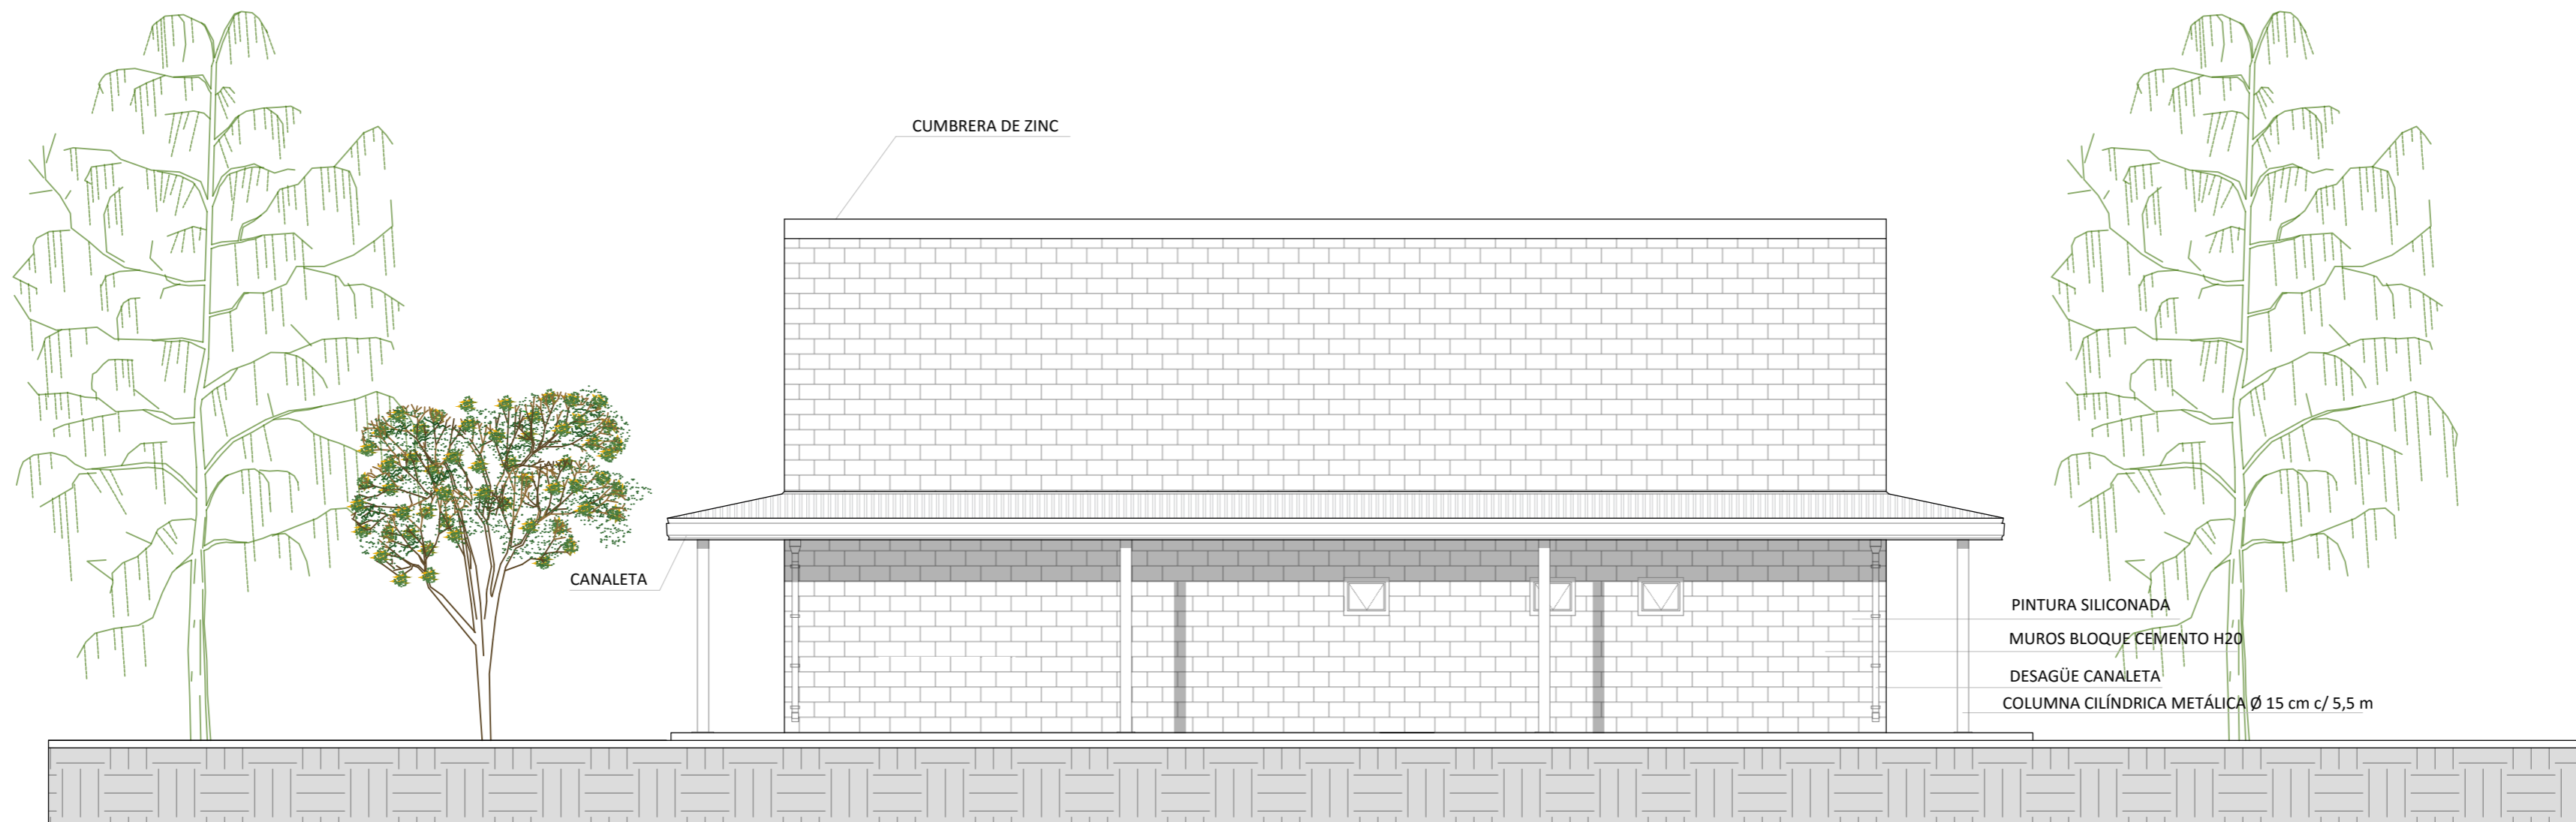 CUMBRERA DE ZINC
CANALETA
PINTURA SILICONADA
MUROS BLOQUE CEMENTO H20
DESAGÜE CANALETA
COLUMNA CILÍNDRICA METÁLICA Ø 15 cm c/ 5,5 m